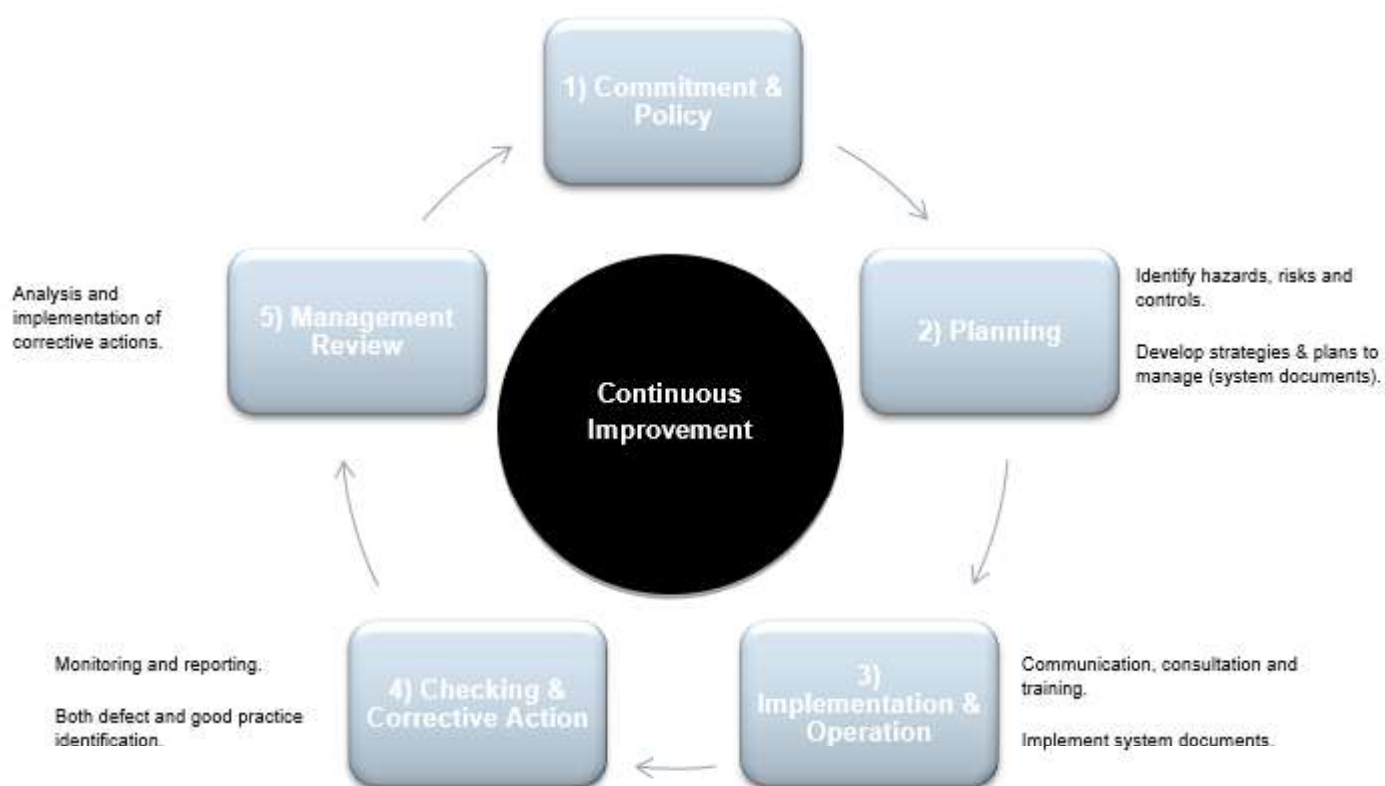 1) Commitment &
Policy
Identify hazards, risks and
controls.
2) Planning
Develop strategies & plans to
manage (system documents).
Analysis and
implementation of
corrective actions.
5) Management
Review
Continuous
Improvement
Monitoring and reporting.
Both defect and good practice
identification.
4) Checking &
Corrective Action
3)
Implementation &
Operation
Communication, consultation and
training.
Implement system documents.